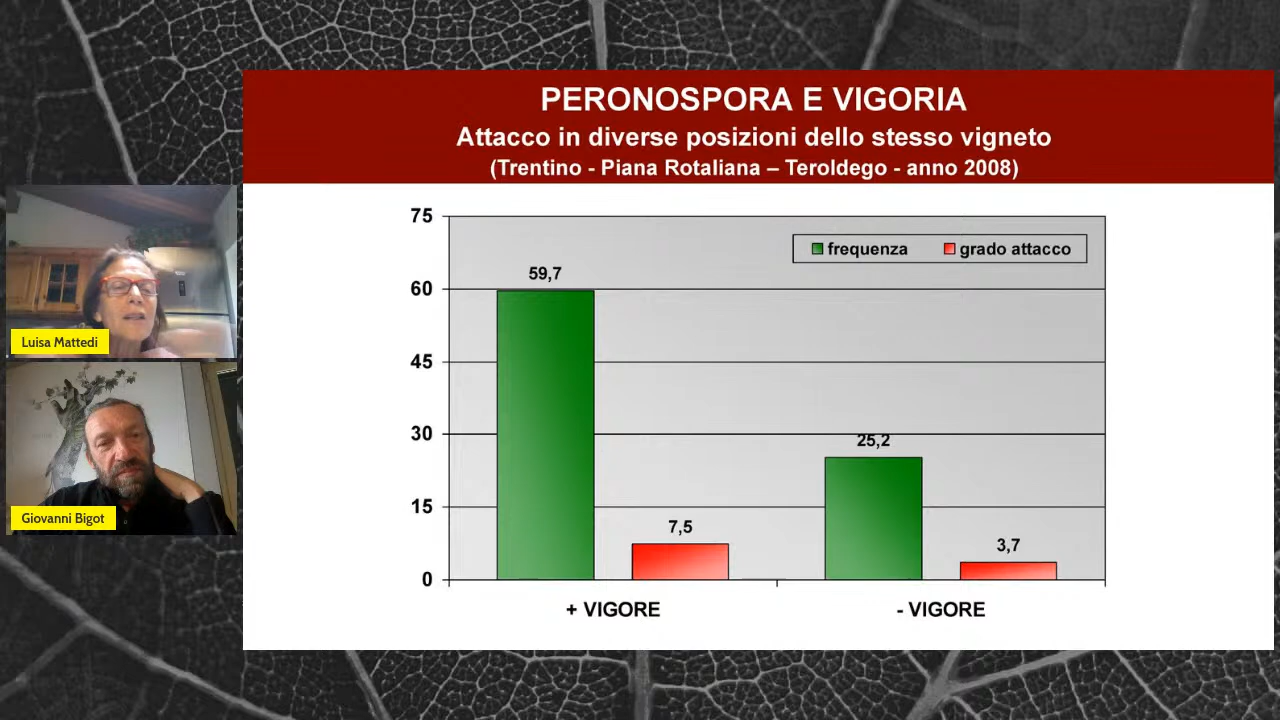 PERONOSPORA E VIGORIA
Attacco in diverse posizioni dello stesso vigneto
(Trentino - Piana Rotaliana – Teroldego - anno 2008)
75
60
45
30
15
0
frequenza
grado attacco
59,7
7,5
25,2
3,7
+ VIGORE
- VIGORE
Luisa Mattedi
Giovanni Bigot